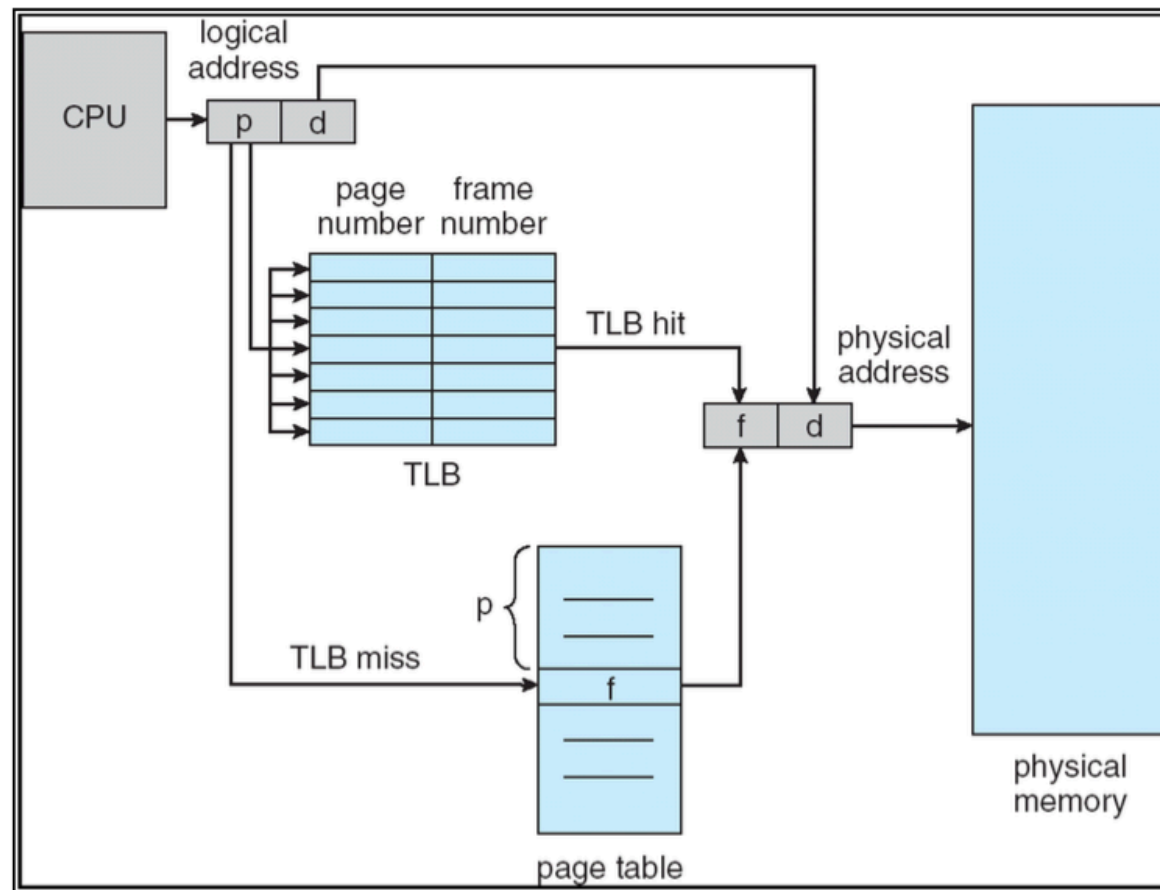 logical
address
CPU
p
d
page
number
frame
number
TLB hit
physical
address
f
d
TLB
p
TLB miss
f
physical
memory
page table